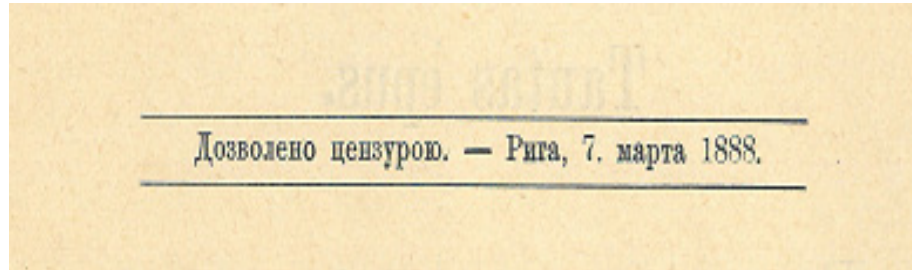 Дозволено цензурою. — Рига, 7. марта 1888.